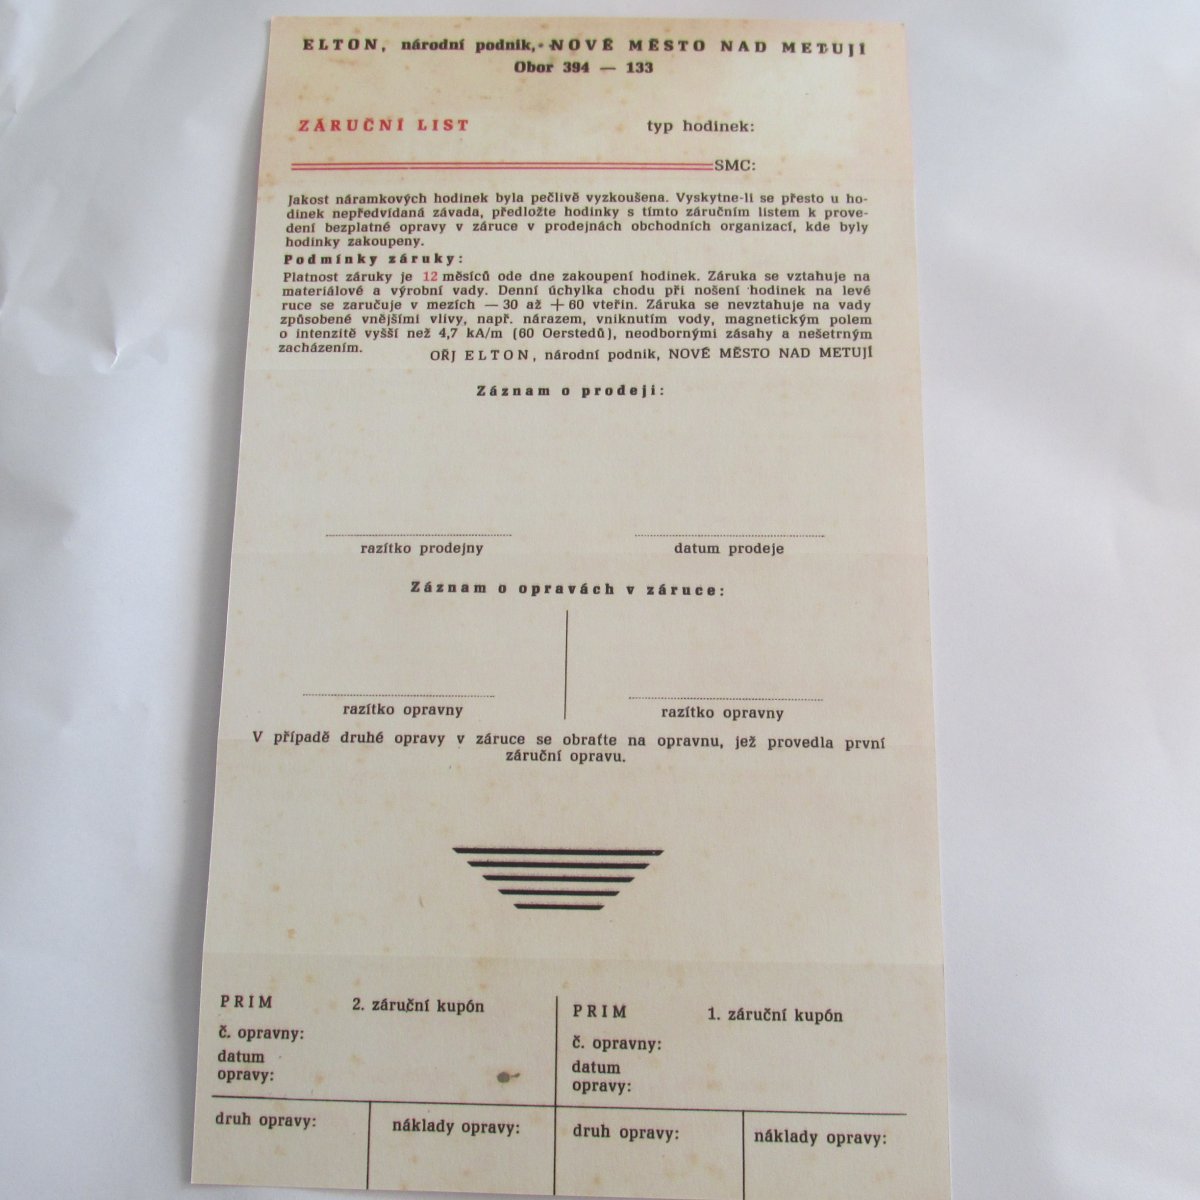 ELTON, národní podnik, NOVÉ MĚSTO NAD METUJÍ
Obor 394 — 133
ZÁRUČNÍ LIST
typ hodinek:
SMC:
Jakost náramkových hodinek byla pečlivě vyzkoušena. Vyskytne-li se přesto u ho-
dinek nepředvídaná závada, předložte hodinky s tímto záručním listem k prove-
dení bezplatné opravy v záruce v prodejnách obchodních organizací, kde byly
hodinky zakoupeny.
Podmínky záruky:
Platnost záruky je 12 měsíců ode dne zakoupení hodinek. Záruka se vztahuje na
materiálové a výrobní vady. Denní úchylka chodu při nošení hodinek na levé
ruce se zaručuje v mezích — 30 až + 60 vteřin. Záruka se nevztahuje na vady
způsobené vnějšími vlivy, např. nárazem, vniknutím vody, magnetickým polem
o intenzitě vyšší než 4,7 kA/m (60 Oerstedů), neodbornými zásahy a nešetrným
zacházením.
OŘJ ELTON, národní podnik, NOVÉ MĚSTO NAD METUJÍ
Záznam o prodeji:
razítko prodejny
datum prodeje
Záznam o opravách v záruce:
razítko opravny
razítko opravny
V případě druhé opravy v záruce se obraťte na opravnu, jež provedla první
záruční opravu.
PRIM 2. záruční kupón
č. opravny:
datum
opravy:
druh opravy:
náklady opravy:
PRIM 1. záruční kupón
č. opravny:
datum
opravy:
druh opravy:
náklady opravy: